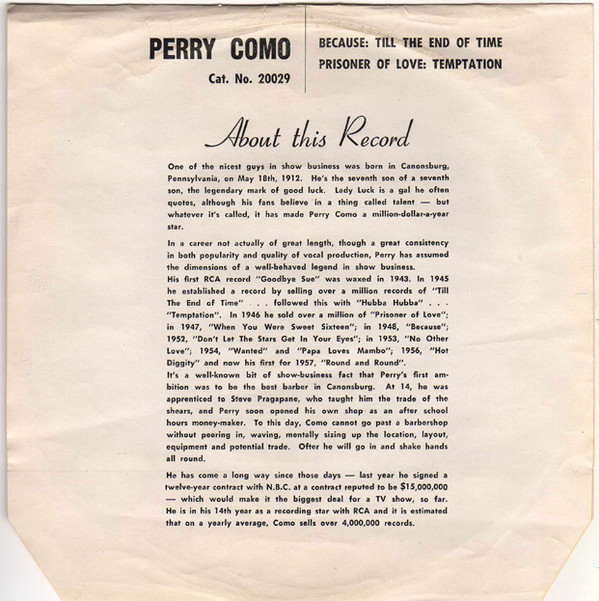 PERRY COMO
Cat. No. 20029
BECAUSE: TILL THE END OF TIME
PRISONER OF LOVE: TEMPTATION
About this Record
One of the nicest guys in show business was born in Canonsburg,
Pennsylvania, on May 18th, 1912. He's the seventh son of a seventh
son, the legendary mark of good luck. Lady Luck is a gal he often
quotes, although his fans believe in a thing called talent — but
whatever it's called, it has made Perry Como a million-dollar-a-year
star.
In a career not actually of great length, though a great consistency
in both popularity and quality of vocal production, Perry has assumed
the dimensions of a well-behaved legend in show business.
His first RCA record "Goodbye Sue" was waxed in 1943. In 1945
he established a record by selling over a million records of "Till
The End of Time" . . . followed this with "Hubba Hubba" . . .
"Temptation". In 1946 he sold over a million of "Prisoner of Love";
in 1947, "When You Were Sweet Sixteen"; in 1948, "Because";
1952, "Don't Let The Stars Get In Your Eyes"; in 1953, "No Other
Love"; 1954, "Wanted" and "Papa Loves Mambo"; 1956, "Hot
Diggity" and now his first for 1957, "Round and Round".
It's a well-known bit of show-business fact that Perry's first am-
bition was to be the best barber in Canonsburg. At 14, he was
apprenticed to Steve Pragapane, who taught him the trade of the
shears, and Perry soon opened his own shop as an after school
hours money-maker. To this day, Como cannot go past a barbershop
without peering in, waving, mentally sizing up the location, layout,
equipment and potential trade. Ofter he will go in and shake hands
all round.
He has come a long way since those days — last year he signed a
twelve-year contract with N.B.C. at a contract reputed to be $15,000,000
— which would make it the biggest deal for a TV show, so far.
He is in his 14th year as a recording star with RCA and it is estimated
that on a yearly average, Como sells over 4,000,000 records.